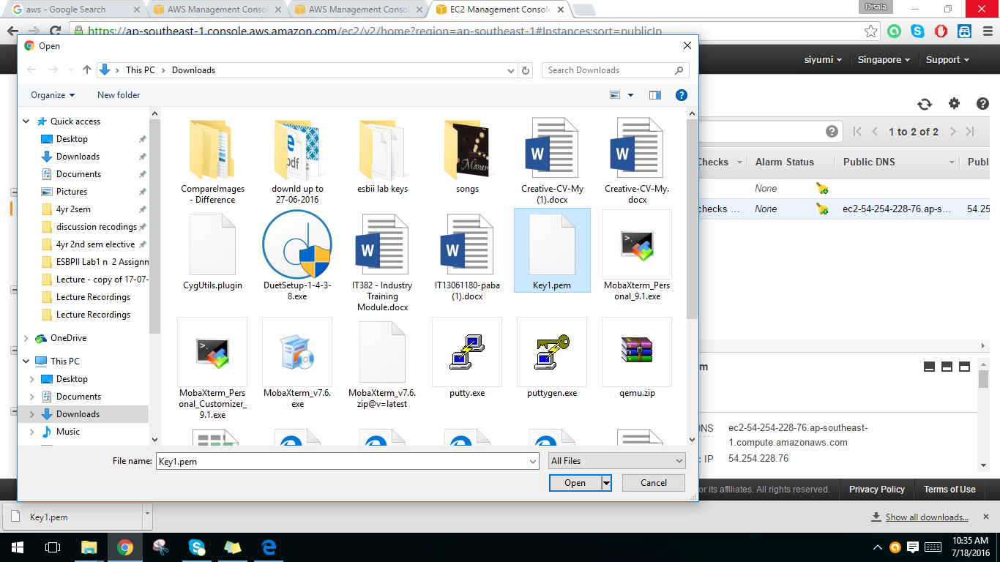 aws - Google Search
AWS Management Consol
AWS Management Consol
EC2 Management Console
Disala
https://ap-southeast-1.console.aws.amazon.com/ec2/v2/home?region=ap-southeast-1#Instances:sort=publicIp
siyumi
Singapore
Support
Open
This PC
Downloads
Search Downloads
Organize
New folder
Quick access
Desktop
Downloads
Documents
Pictures
4yr 2sem
discussion recodings
4yr 2nd sem elective
ESBPII Lab1 n 2 Assignn
Lecture - copy of 17-07-
Lecture Recordings
Lecture Recordings
OneDrive
This PC
Desktop
Documents
Downloads
Music
CompareImages
- Difference
downld up to
27-06-2016
esbii lab keys
songs
Creative-CV-My
(1).docx
Creative-CV-My.
docx
CygUtils.plugin
DuetSetup-1-4-3-
8.exe
IT382 - Industry
Training
Module.docx
IT13061180-paba
(1).docx
Key1.pem
MobaXterm_Pers
onal_9.1.exe
MobaXterm_Pers
onal_Customizer_
9.1.exe
MobaXterm_v7.6.
exe
MobaXterm_v7.6.
zip@v=latest
putty.exe
puttygen.exe
qemu.zip
File name:
Key1.pem
All Files
Open
Cancel
1 to 2 of 2
Checks
Alarm Status
Public DNS
Publ
None
checks ...
None
ec2-54-254-228-76.ap-s...
54.25
m
DNS
ec2-54-254-228-76.ap-southeast-
1.compute.amazonaws.com
c IP
54.254.228.76
or its affiliates. All rights reserved.
Privacy Policy
Terms of Use
Key1.pem
Show all downloads...
10:35 AM
7/18/2016